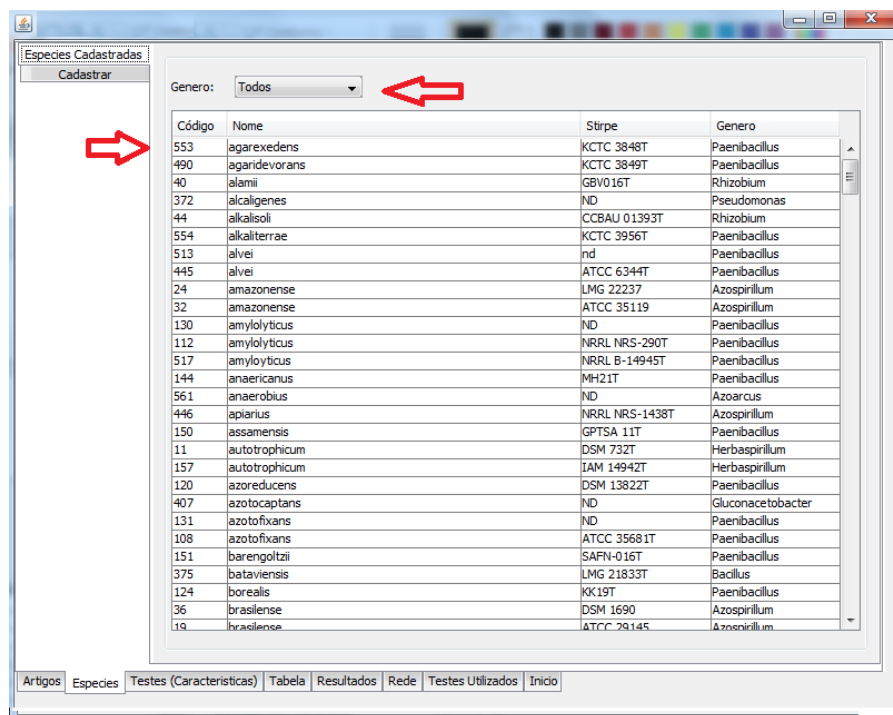 Especies Cadastradas
Cadastrar
Genero: Todos
Código Nome Stirpe Genero
553 agarexedens KCTC 3848T Paenibacillus
490 agaridevorans KCTC 3849T Paenibacillus
40 alamii GBV016T Rhizobium
372 alcaligenes ND Pseudomonas
44 alkalisoli CCBAU 01393T Rhizobium
554 alkaliterrae KCTC 3956T Paenibacillus
513 alvei nd Paenibacillus
445 alvei ATCC 6344T Paenibacillus
24 amazonense LMG 22237 Azospirillum
32 amazonense ATCC 35119 Azospirillum
130 amylolyticus ND Paenibacillus
112 amylolyticus NRRL NRS-290T Paenibacillus
517 amyloyticus NRRL B-14945T Paenibacillus
144 anaericanus MH21T Paenibacillus
561 anaerobius ND Azoarcus
446 apiarius NRRL NRS-1438T Azospirillum
150 assamensis GPTSA 11T Paenibacillus
11 autotrophicum DSM 732T Herbaspirillum
157 autotrophicum IAM 14942T Herbaspirillum
120 azoreducens DSM 13822T Paenibacillus
407 azotocaptans ND Gluconacetobacter
131 azotofixans ND Paenibacillus
108 azotofixans ATCC 35681T Paenibacillus
151 barengoltzii SAFN-016T Paenibacillus
375 bataviensis LMG 21833T Bacillus
124 borealis KK19T Paenibacillus
36 brasilense DSM 1690 Azospirillum
19 brasilense ATCC 29145 Azospirillum
Artigos Especies Testes (Caracteristicas) Tabela Resultados Rede Testes Utilizados Inicio